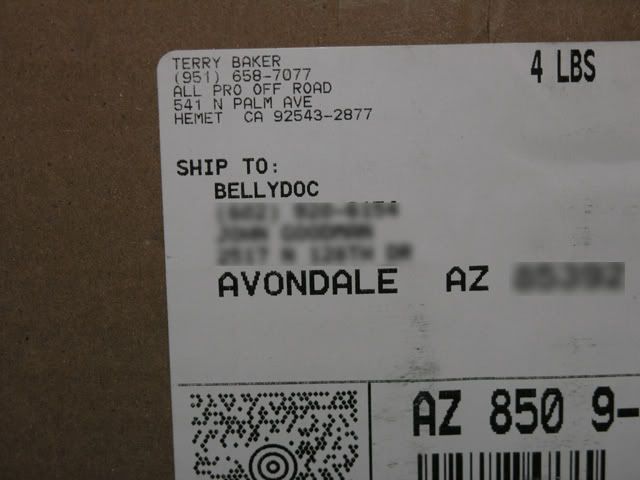 TERRY BAKER
(951) 658-7077
ALL PRO OFF ROAD
541 N PALM AVE
HEMET CA 92543-2877
4 LBS
SHIP TO:
BELLYDOC
AVONDALE AZ
AZ 850 9-